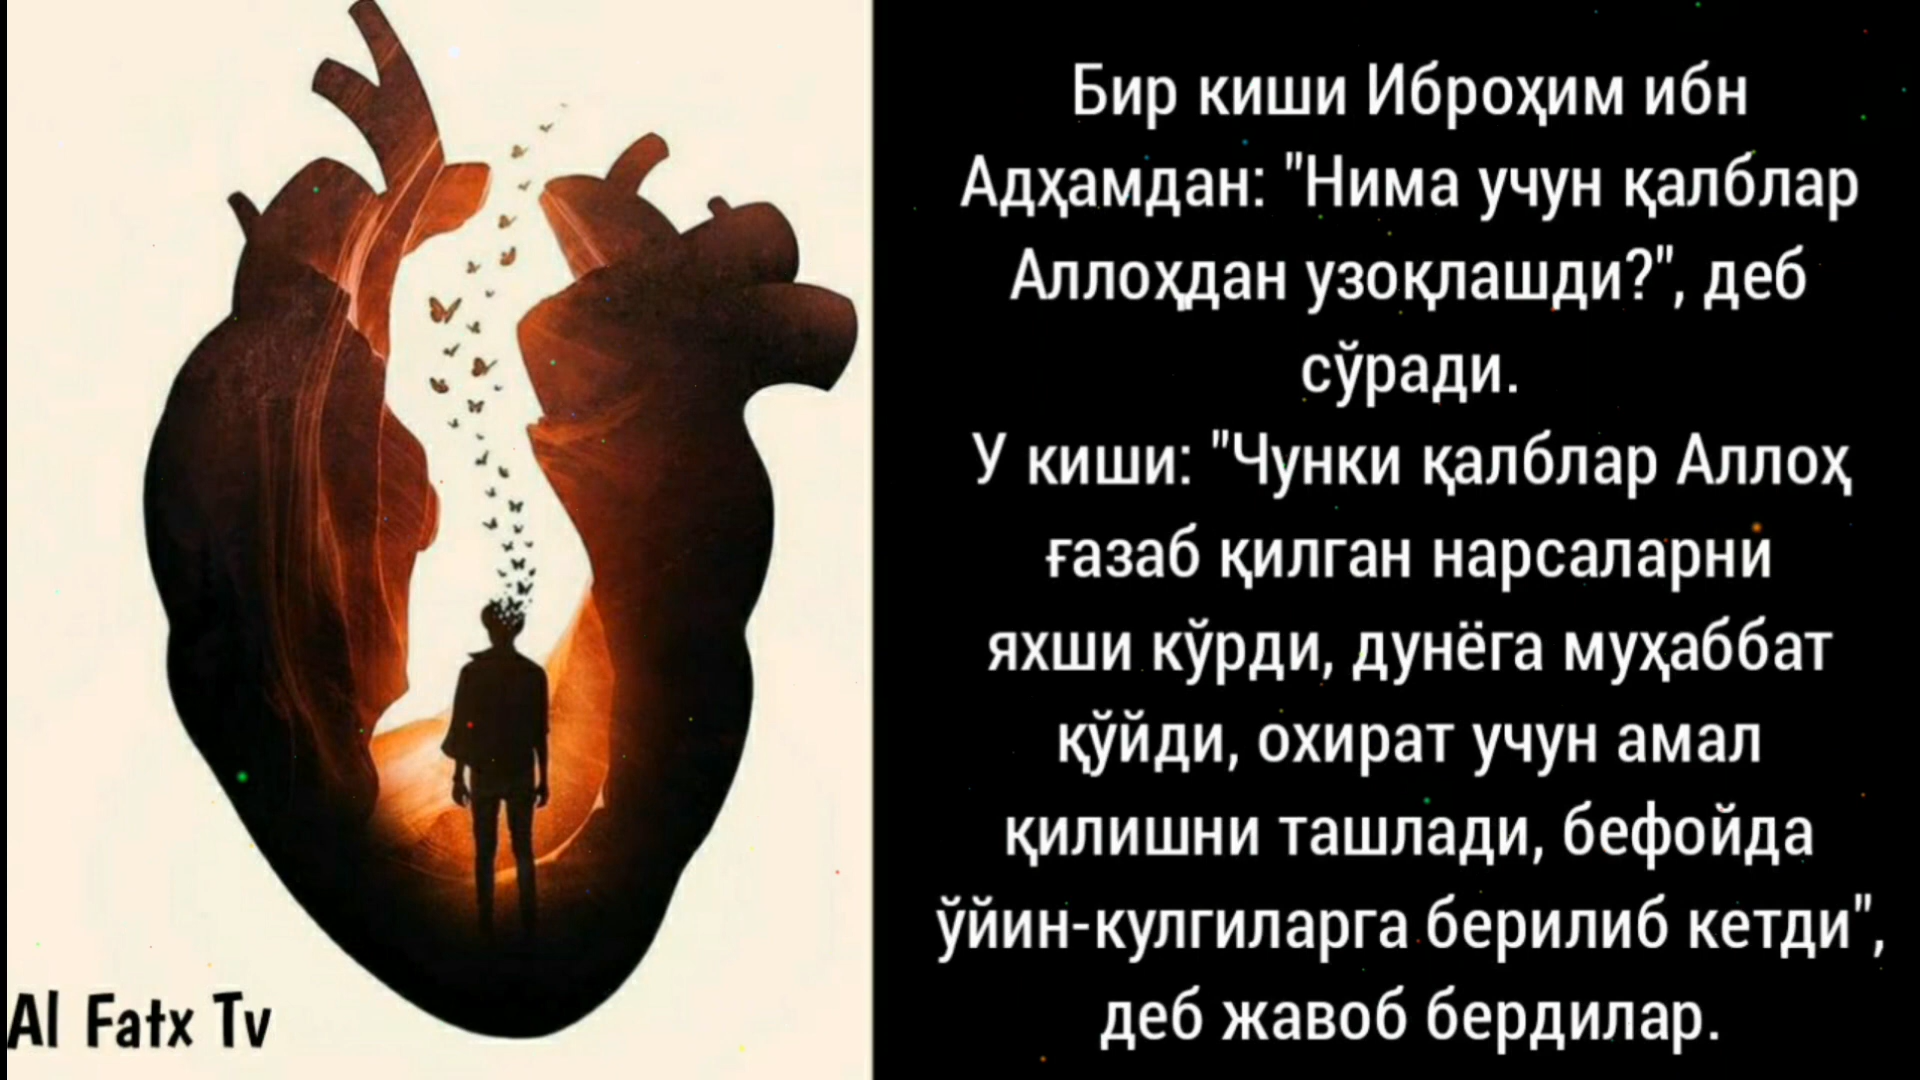 Бир киши Иброҳим ибн
Адҳамдан: "Нима учун қалблар
Аллоҳдан узоқлашди?", деб
сўради.
У киши: "Чунки қалблар Аллоҳ
ғазаб қилган нарсаларни
яхши кўрди, дунёга муҳаббат
қўйди, охират учун амал
қилишни ташлади, бефойда
ўйин-кулгиларга берилиб кетди",
деб жавоб бердилар.
Al Fatx Tv